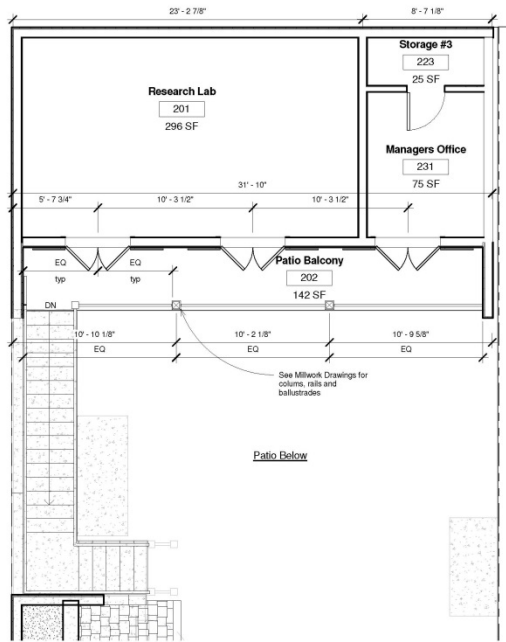 23' - 2 7/8"
8' - 7 1/8"
Storage #3
223
25 SF
Research Lab
201
296 SF
Managers Office
231
75 SF
31' - 10"
5' - 7 3/4"
10' - 3 1/2"
10' - 3 1/2"
EQ
typ
EQ
typ
Patio Balcony
202
142 SF
DN
10' - 10 1/8"
10' - 2 1/8"
10' - 9 5/8"
EQ
EQ
EQ
See Millwork Drawings for
colums, rails and
ballustrades
Patio Below